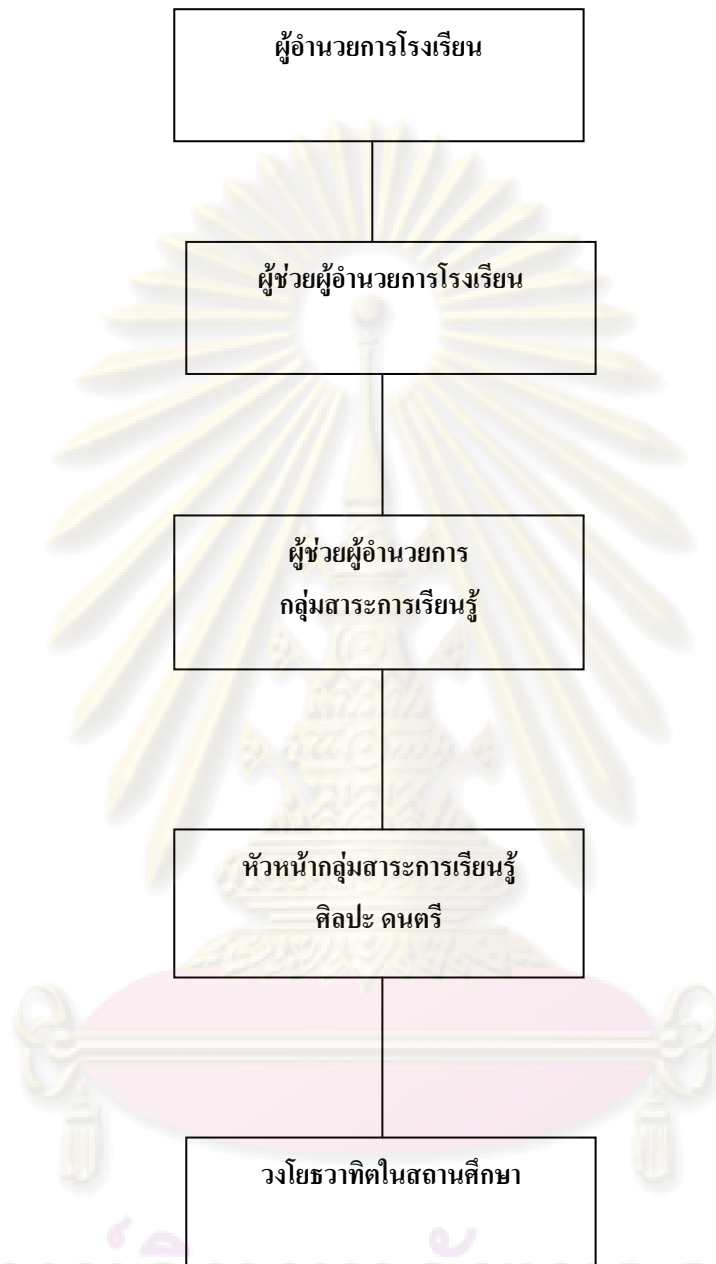 ผู้อำนวยการโรงเรียน
ผู้ช่วยผู้อำนวยการโรงเรียน
ผู้ช่วยผู้อำนวยการ
กลุ่มสาระการเรียนรู้
หัวหน้ากลุ่มสาระการเรียนรู้
ศิลปะ ดนตรี
วงโยธวาทิตในสถานศึกษา